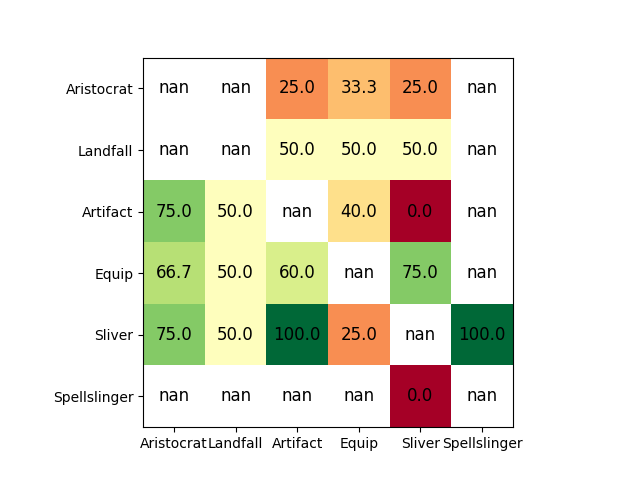 Aristocrat nan nan 25.0 33.3 25.0 nan
Landfall nan nan 50.0 50.0 50.0 nan
Artifact 75.0 50.0 nan 40.0 0.0 nan
Equip 66.7 50.0 60.0 nan 75.0 nan
Sliver 75.0 50.0 100.0 25.0 nan 100.0
Spellslinger nan nan nan nan 0.0 nan
Aristocrat Landfall Artifact Equip Sliver Spellslinger